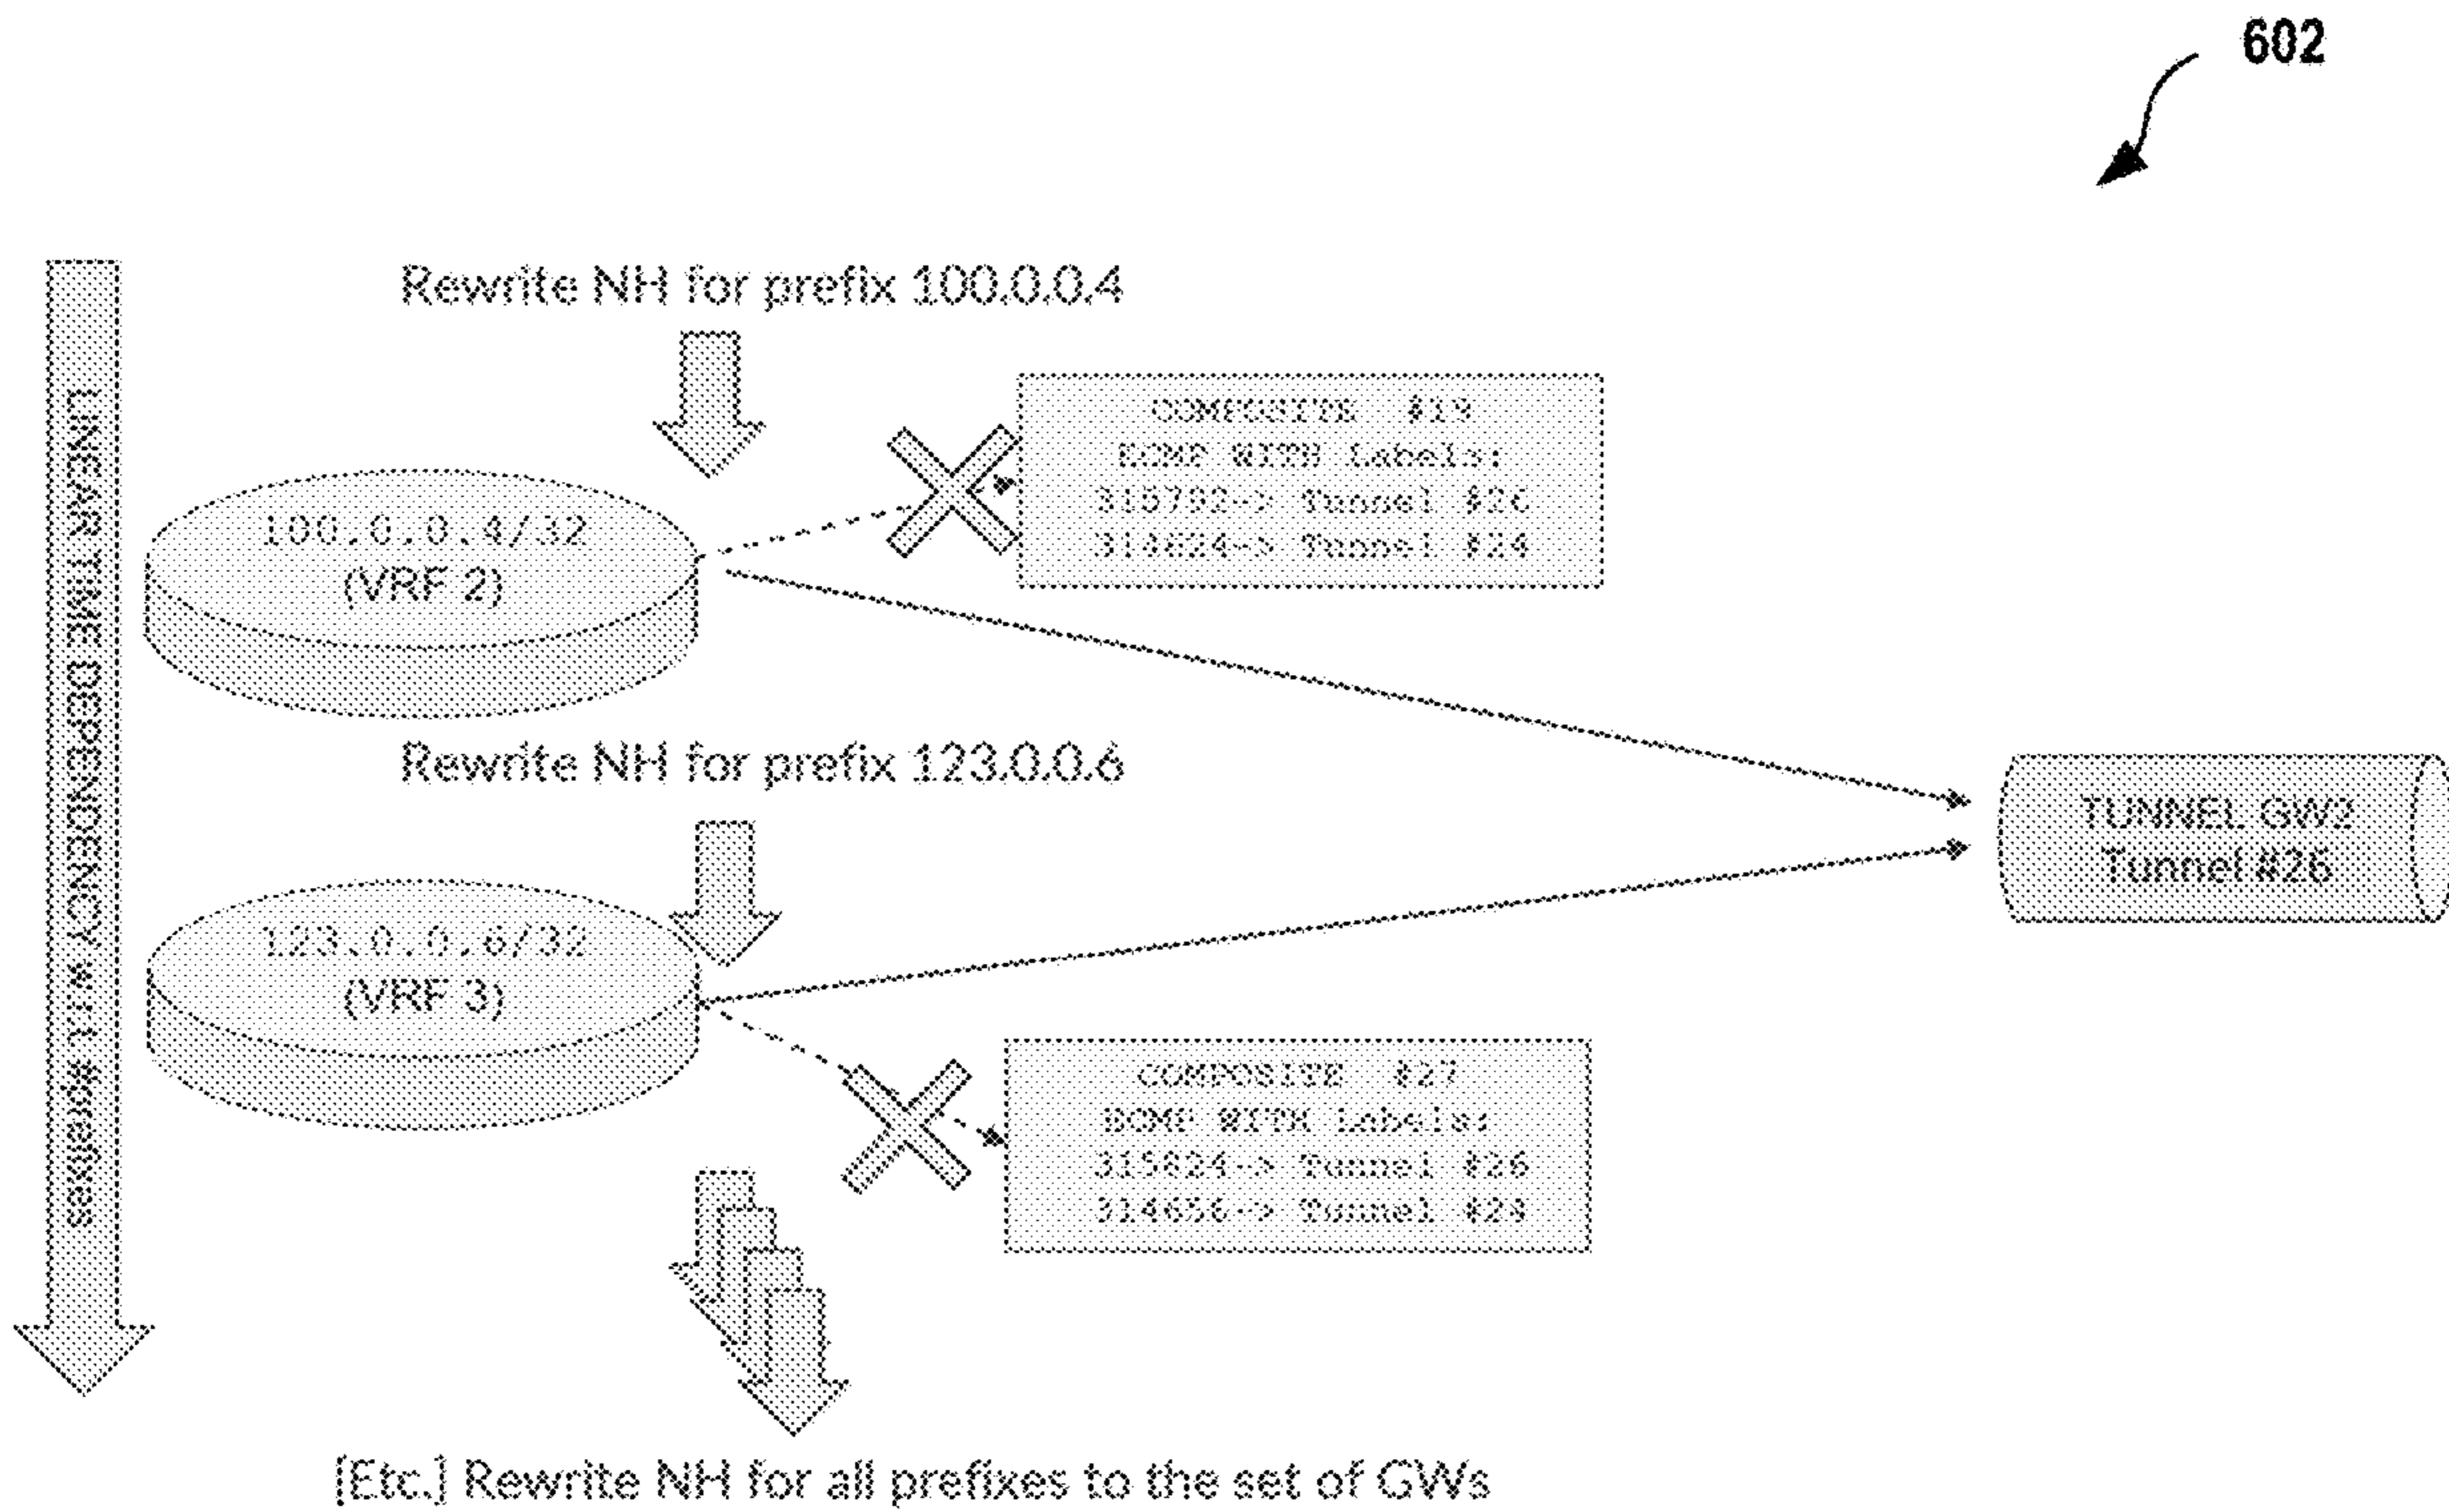 602
Rewrite NH for prefix 100.0.0.4
LINEAR TIME DEPENDENCY w.r.t. #prefixes
COMPOSITE #19
ECMP WITH Labels:
-> Tunnel #26
-> Tunnel #24
100.0.0.4/32
(VRF 2)
Rewrite NH for prefix 123.0.0.6
TUNNEL GW2
Tunnel #26
123.0.0.6/32
(VRF 3)
COMPOSITE #27
ECMP WITH Labels:
315824-> Tunnel #26
314656-> Tunnel
[Etc.] Rewrite NH for all prefixes to the set of GWs